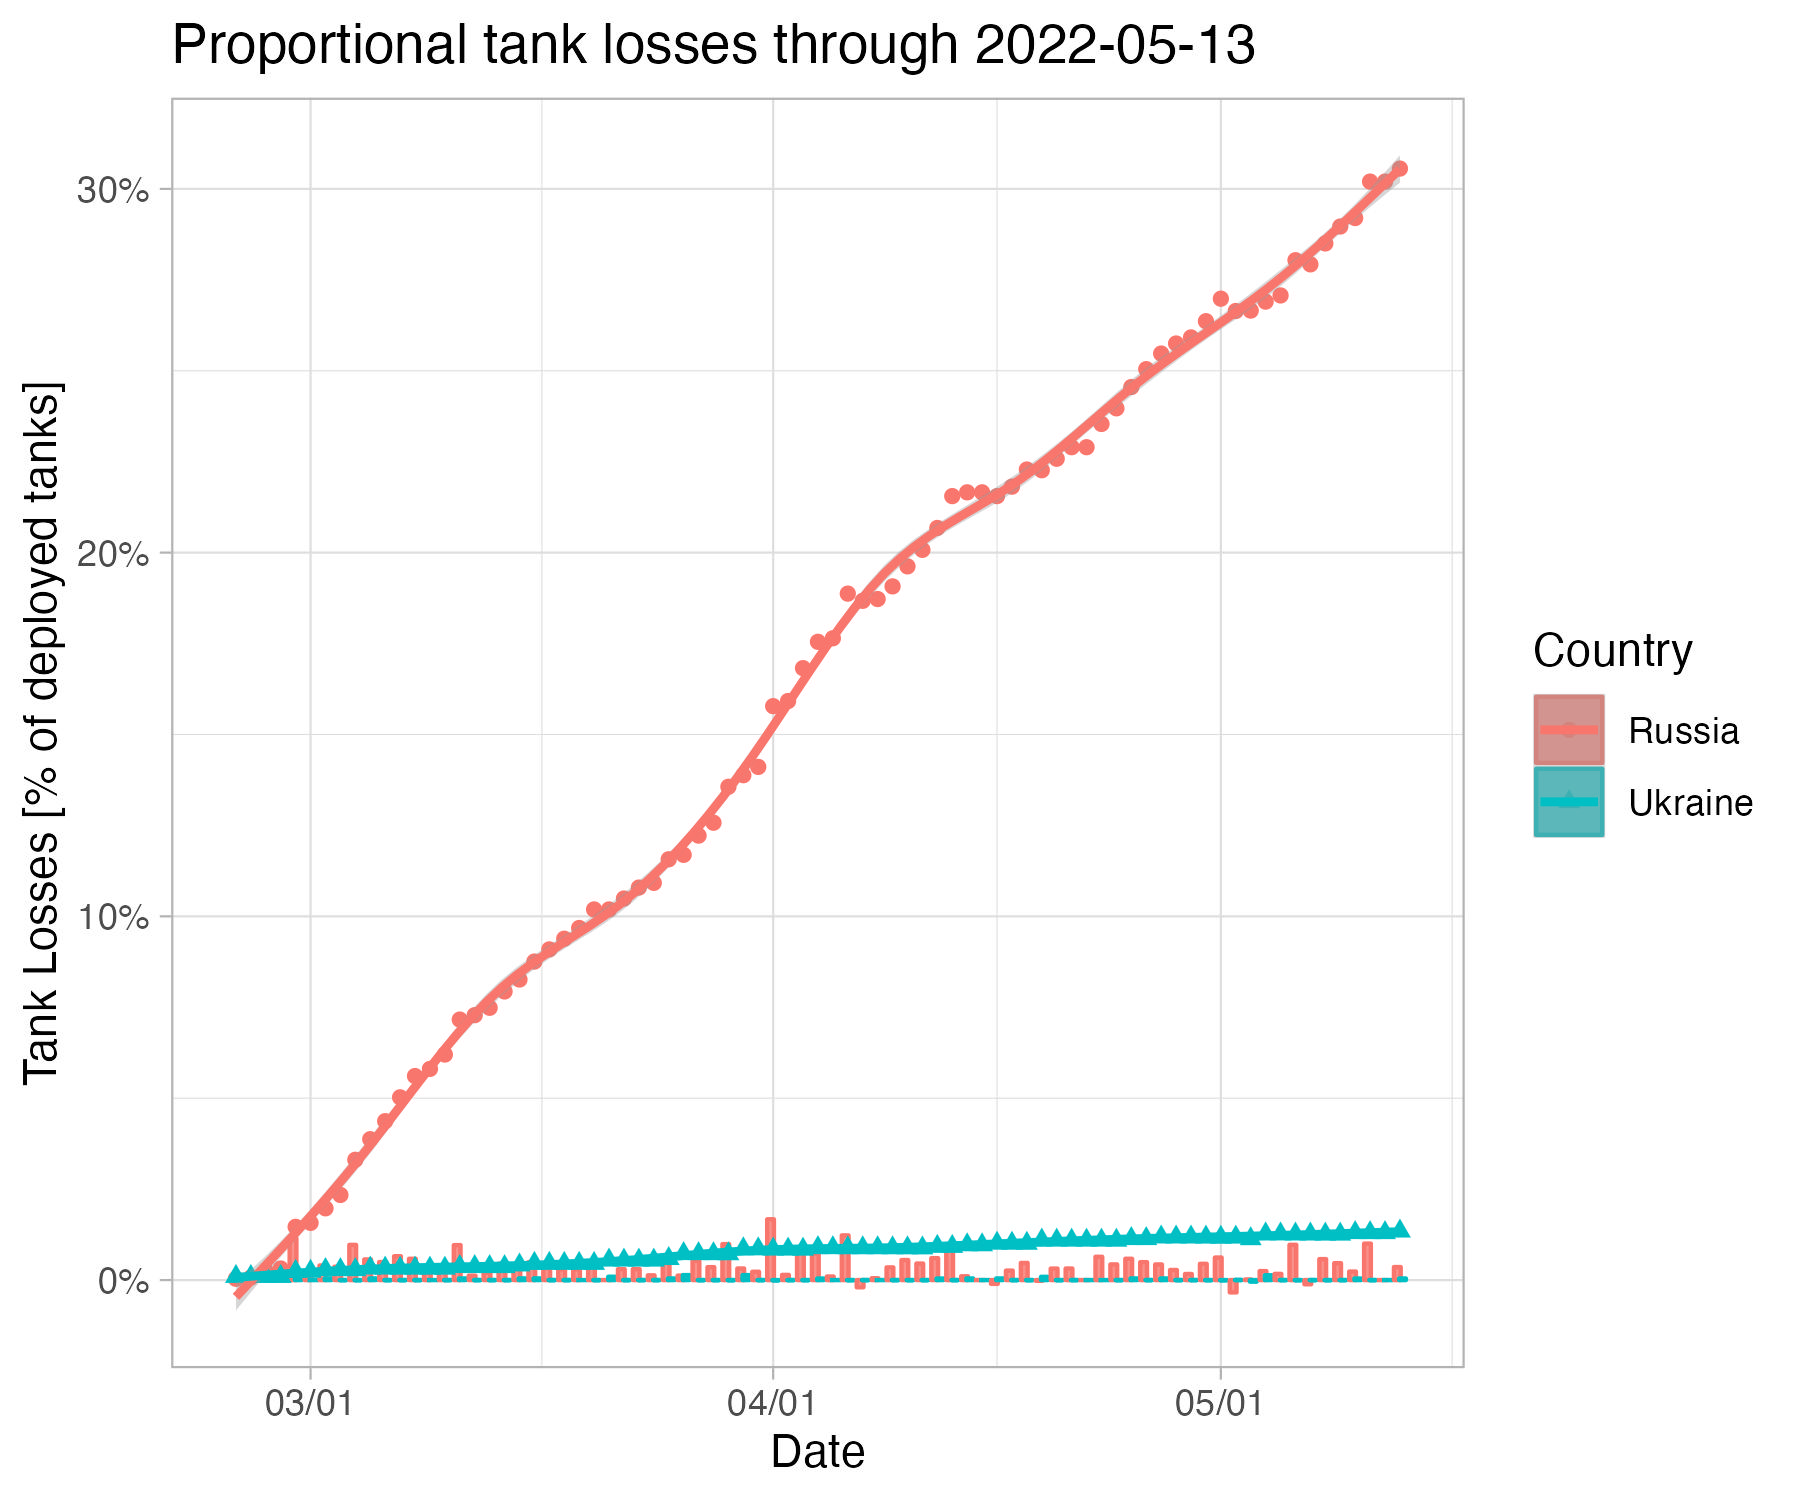 Proportional tank losses through 2022-05-13
Tank Losses [% of deployed tanks]
30%
20%
10%
0%
03/01
04/01
05/01
Date
Country
Russia
Ukraine